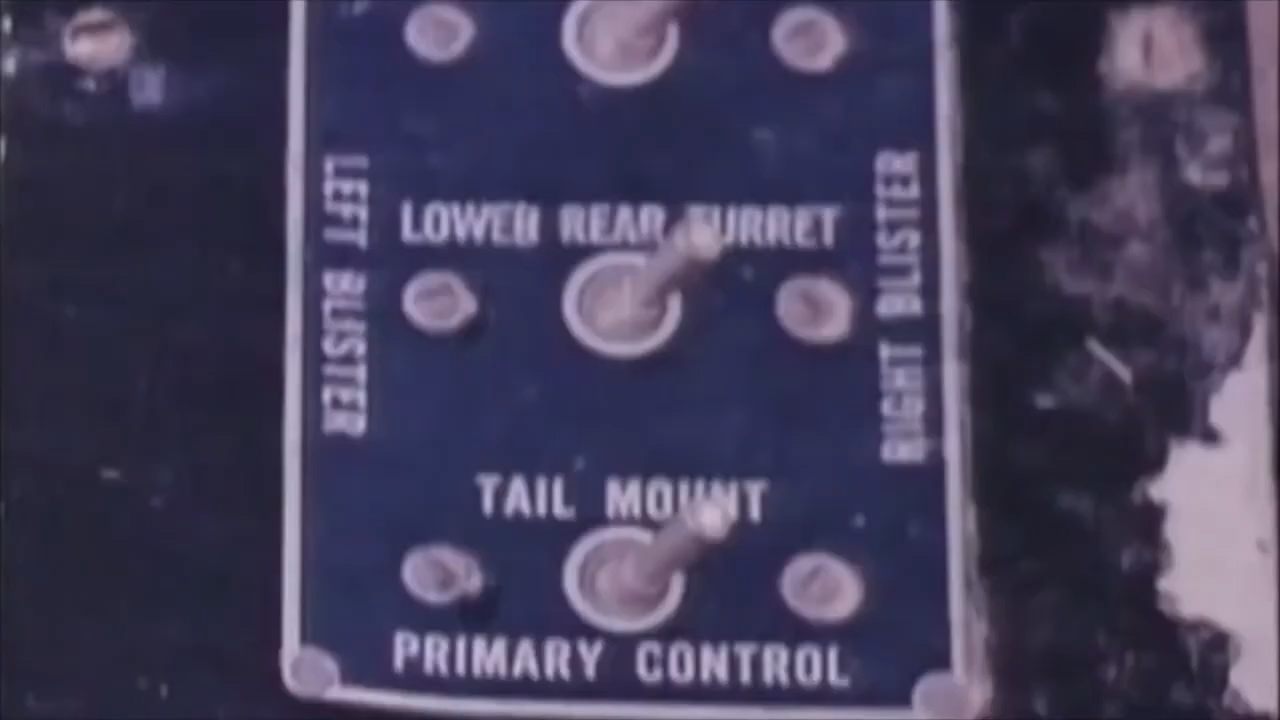 LEFT BLISTER
LOWER REAR TURRET
RIGHT BLISTER
TAIL MOUNT
PRIMARY CONTROL